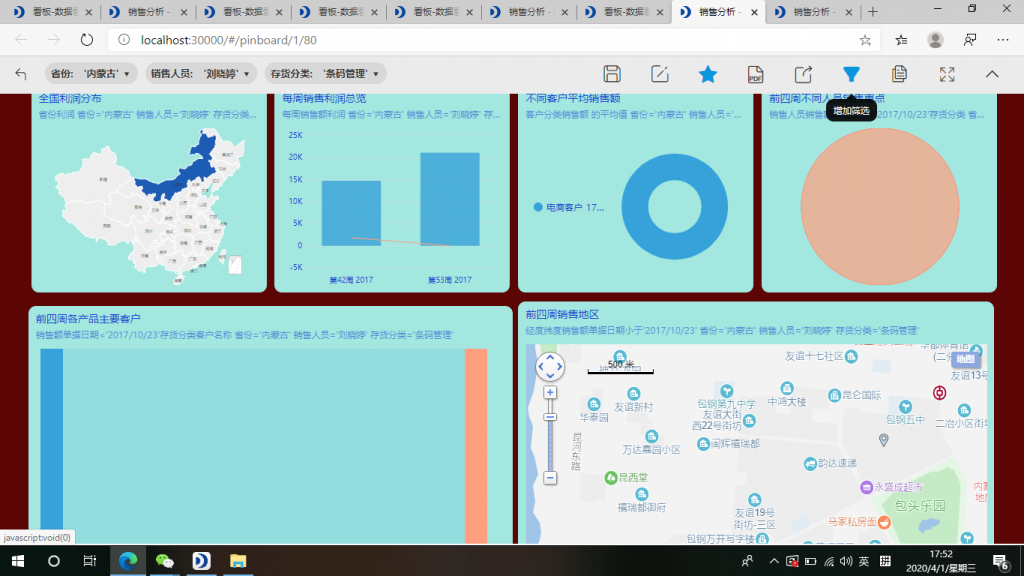 看板-数据
销售分析 -
看板-数据
看板-数据
看板-数据
销售分析 -
看板-数据
销售分析 -
销售分析 -
localhost:30000/#/pinboard/1/80
省份: '内蒙古'
销售人员: '刘晓婷'
存货分类: '条码管理'
PDF
增加筛选
全国利润分布
省份利润 省份='内蒙古' 销售人员='刘晓婷' 存货分类...
每周销售利润总览
每周销售额利润 省份='内蒙古' 销售人员='刘晓婷' 存...
25K
20K
15K
10K
5K
0
-5K
第42周 2017
第53周 2017
不同客户平均销售额
客户分类销售额 的平均值 省份='内蒙古' 销售人员='...
电商客户 17...
前四周不同人员销售重点
2017/10/23'存货分类 省...
前四周各产品主要客户
销售额单据日期<'2017/10/23'存货分类客户名称 省份='内蒙古' 销售人员='刘晓婷' 存货分类='条码管理'
前四周销售地区
经度纬度销售额单据日期小于'2017/10/23' 省份='内蒙古' 销售人员='刘晓婷' 存货分类='条码管理'
500 米
地图
友谊十七社区
友谊13号
华泰园
友谊新村
包钢第九中学
友谊大街
西22号街坊
中鸿大楼
昆仑国际
包钢五中
二冶小区街坊
昆河东路
万达嘉园小区
闽辉禧瑞都
韵达速递
昆西堂
禧瑞都御府
永盛成超市
包头乐园
友谊19号
街坊-三区
马家私房面
包钢万开写字楼
javascript:void(0)
英
17:52
2020/4/1/星期三
6